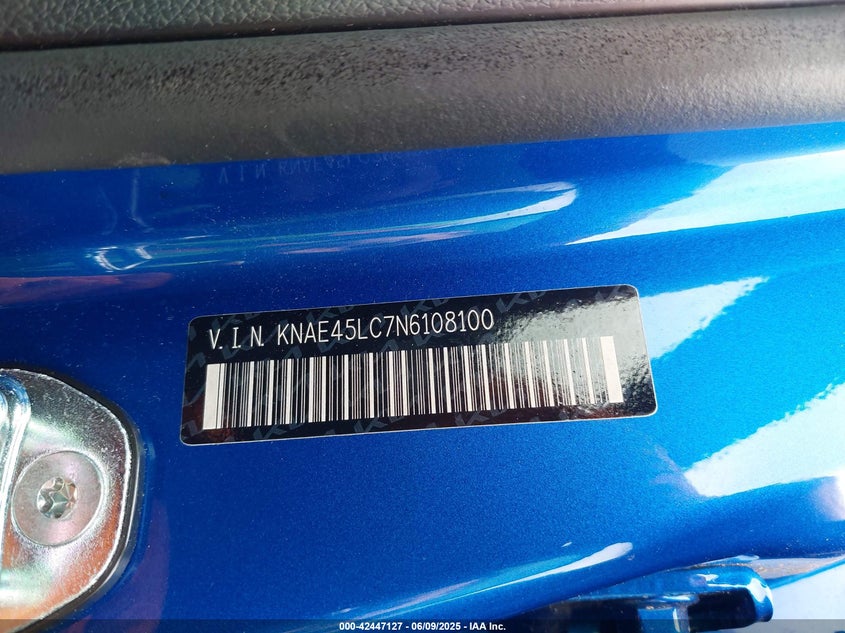 V.I.N. KNAE45LC7N6108100
000-42447127 - 06/09/2025 - IAA Inc.